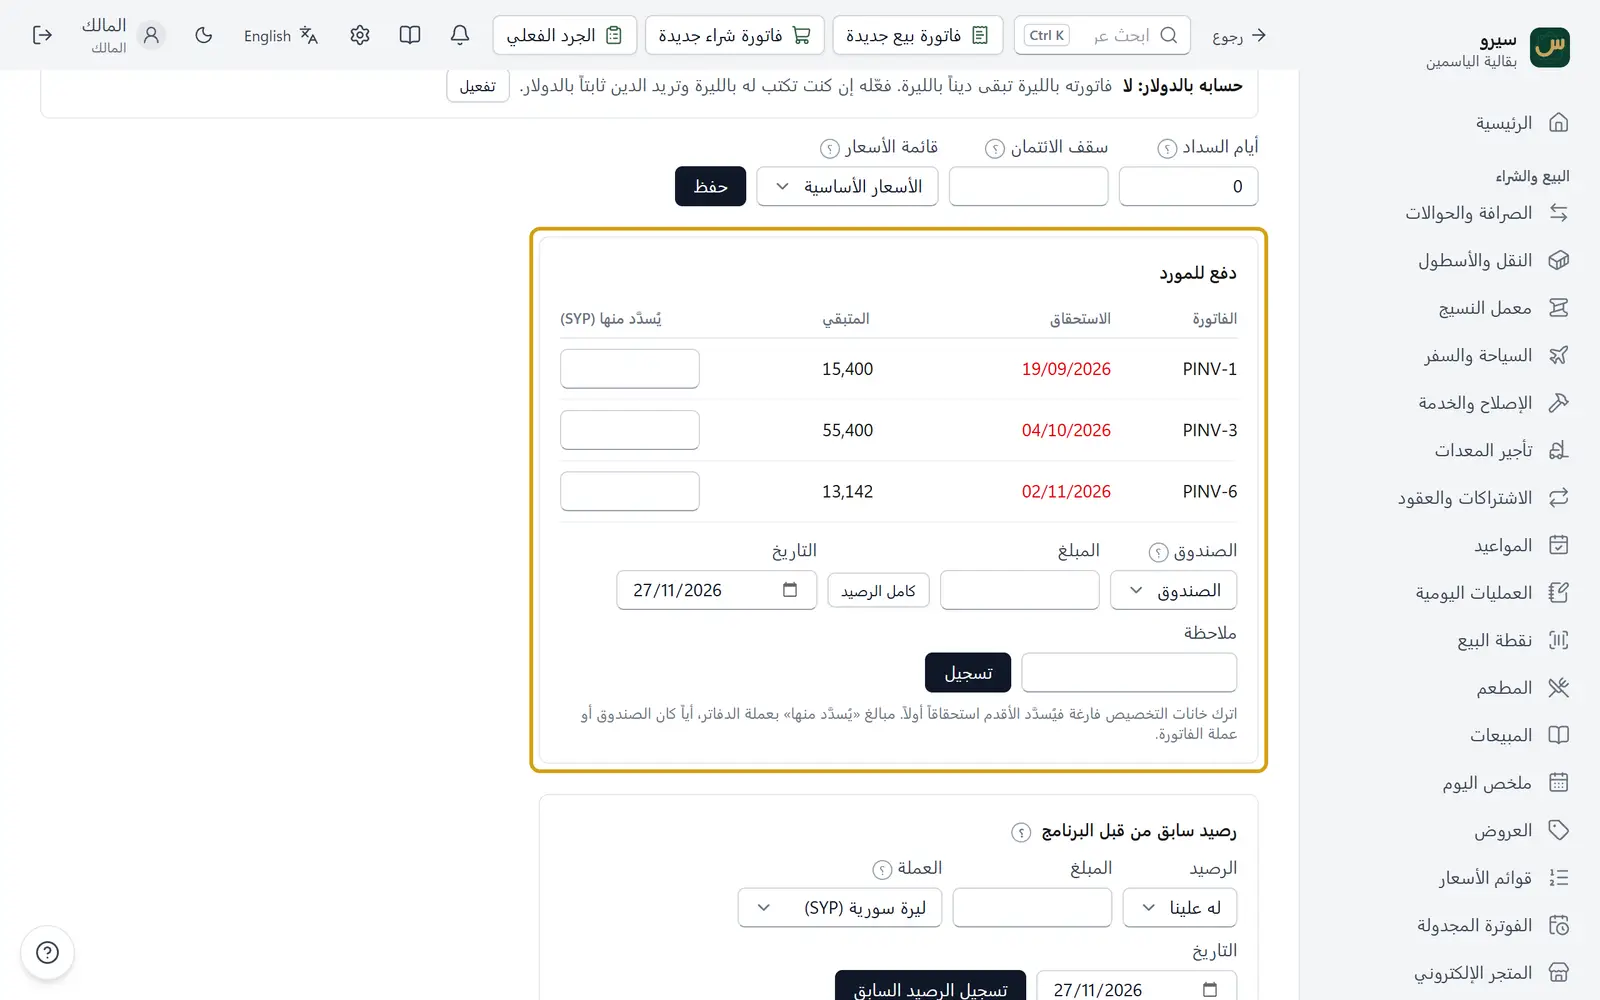 سيرو
بقالية الياسمين
رجوع
ابحث عر
Ctrl K
فاتورة بيع جديدة
فاتورة شراء جديدة
الجرد الفعلي
English
المالك
المالك
الرئيسية
البيع والشراء
الصرافة والحوالات
النقل والأسطول
معمل النسيج
السياحة والسفر
الإصلاح والخدمة
تأجير المعدات
الاشتراكات والعقود
المواعيد
العمليات اليومية
نقطة البيع
المطعم
المبيعات
ملخص اليوم
العروض
قوائم الأسعار
الفوترة المجدولة
المتجر الإلكتروني
حسابه بالدولار: لا فاتورته بالليرة تبقى ديناً بالليرة. فعّله إن كنت تكتب له بالليرة وتريد الدين ثابتاً بالدولار. تفعيل
أيام السداد ؟ سقف الائتمان ؟ قائمة الأسعار ؟
0 الأسعار الأساسية حفظ
دفع للمورد
الفاتورة الاستحقاق المتبقي يُسدَّد منها (SYP)
PINV-1 19/09/2026 15,400
PINV-3 04/10/2026 55,400
PINV-6 02/11/2026 13,142
الصندوق ؟ المبلغ التاريخ
الصندوق كامل الرصيد 27/11/2026
ملاحظة
تسجيل
اترك خانات التخصيص فارغة فيُسدَّد الأقدم استحقاقاً أولاً. مبالغ «يُسدَّد منها» بعملة الدفاتر، أياً كان الصندوق أو
عملة الفاتورة.
رصيد سابق من قبل البرنامج ؟
الرصيد المبلغ العملة ؟
له علينا ليرة سورية (SYP)
التاريخ
27/11/2026 تسجيل الرصيد السابق